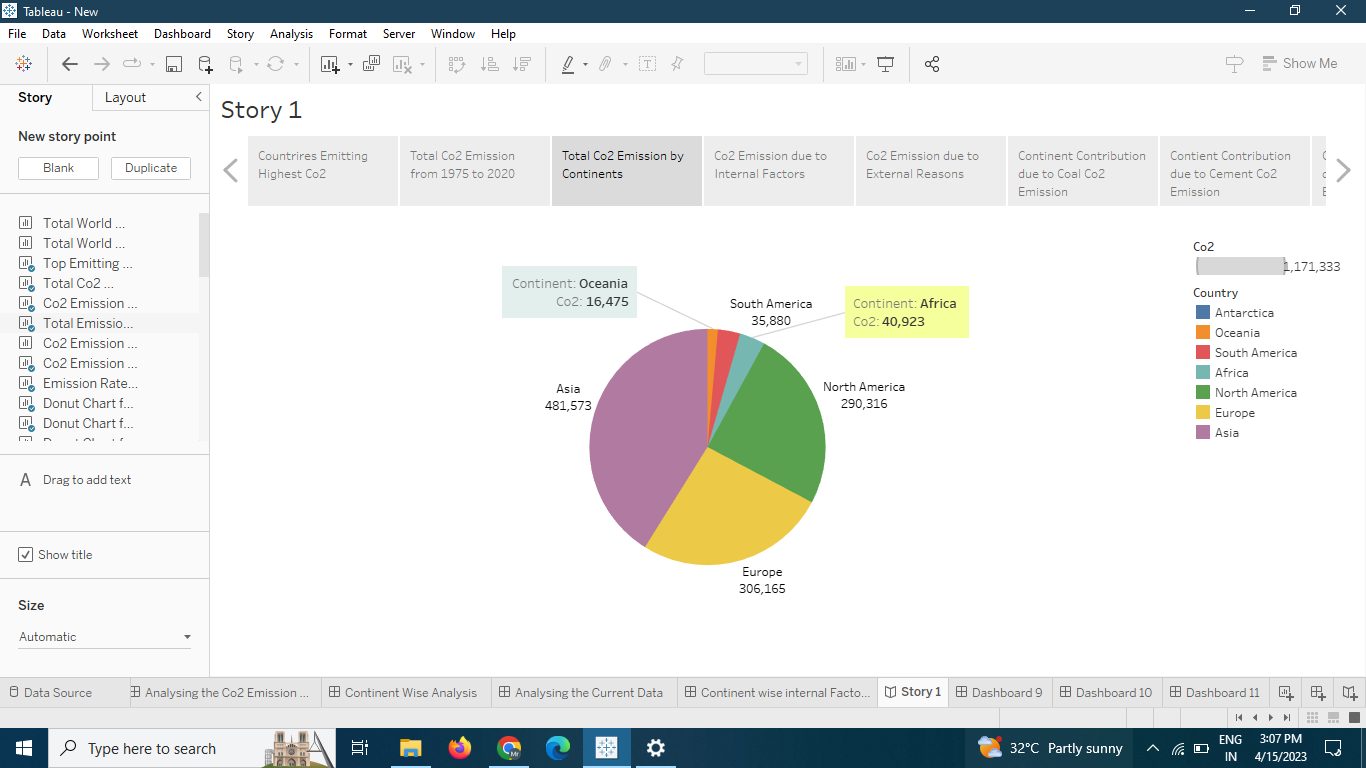 Tableau - New
File Data Worksheet Dashboard Story Analysis Format Server Window Help
Show Me
Story Layout
New story point
Blank Duplicate
Total World ...
Total World ...
Top Emitting ...
Total Co2 ...
Co2 Emission ...
Total Emissio...
Co2 Emission ...
Co2 Emission ...
Emission Rate...
Donut Chart f...
Donut Chart f...
A Drag to add text
Show title
Size
Automatic
Story 1
Countrires Emitting
Highest Co2
Total Co2 Emission
from 1975 to 2020
Total Co2 Emission by
Continents
Co2 Emission due to
Internal Factors
Co2 Emission due to
External Reasons
Continent Contribution
due to Coal Co2
Emission
Contient Contribution
due to Cement Co2
Emission
Continent: Oceania
Co2: 16,475
South America
35,880
Continent: Africa
Co2: 40,923
Asia
481,573
North America
290,316
Europe
306,165
Co2
1,171,333
Country
Antarctica
Oceania
South America
Africa
North America
Europe
Asia
Data Source Analysing the Co2 Emission ... Continent Wise Analysis Analysing the Current Data Continent wise internal Facto... Story 1 Dashboard 9 Dashboard 10 Dashboard 11
Type here to search
32°C Partly sunny
ENG
IN
3:07 PM
4/15/2023